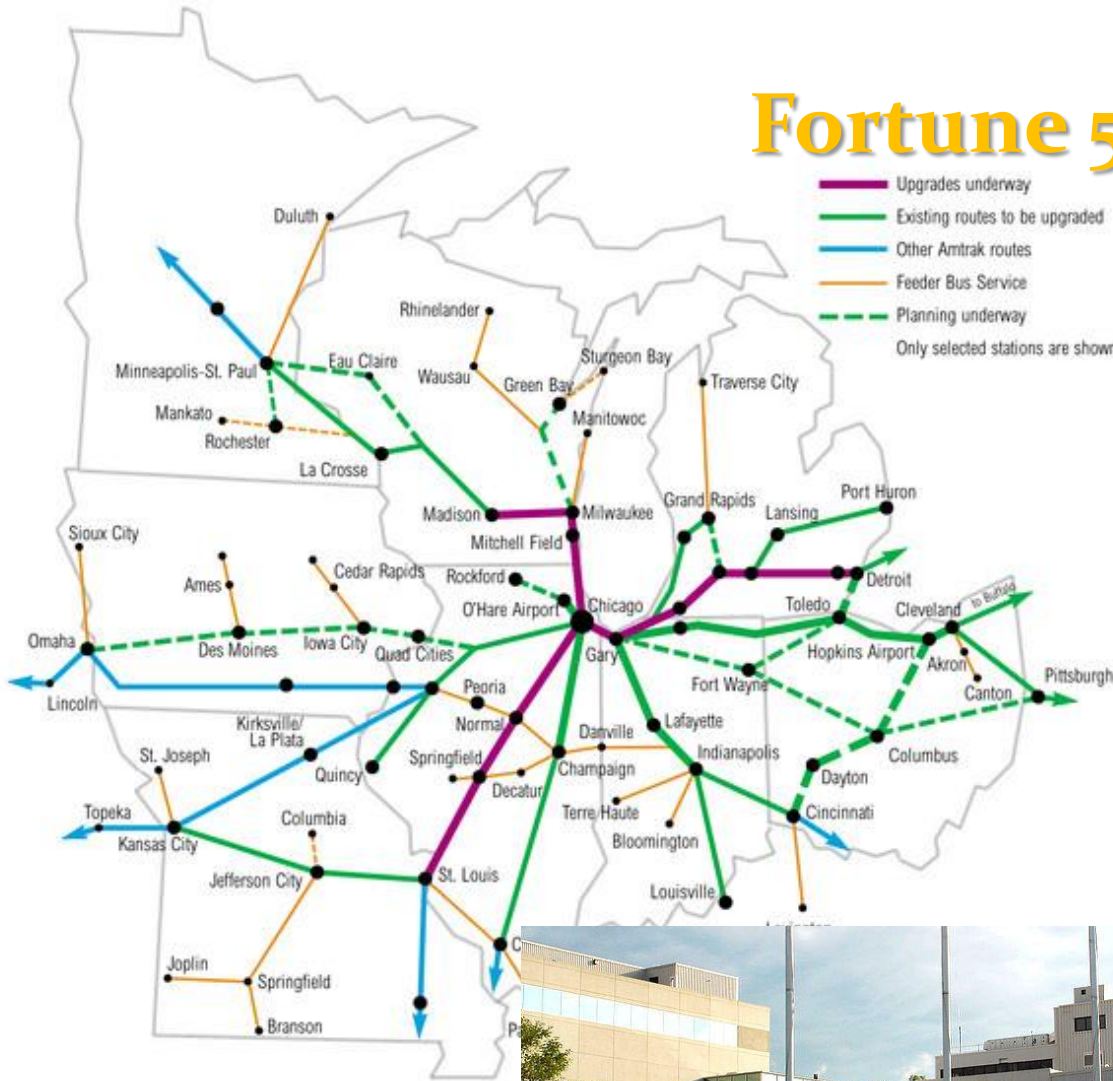 Fortune 5
Upgrades underway
Existing routes to be upgraded
Other Amtrak routes
Feeder Bus Service
Planning underway
Only selected stations are shown
Duluth
Rhinelander
Sturgeon Bay
Minneapolis-St. Paul
Eau Claire
Wausau
Green Bay
Traverse City
Mankato
Manitowoc
Rochester
La Crosse
Grand Rapids
Port Huron
Madison
Milwaukee
Lansing
Sioux City
Mitchell Field
Ames
Cedar Rapids
Rockford
Detroit
O'Hare Airport
Chicago
Toledo
Cleveland
to Buffalo
Omaha
Des Moines
Iowa City
Quad Cities
Gary
Hopkins Airport
Akron
Lincoln
Peoria
Fort Wayne
Canton
Pittsburgh
Kirksville/
La Plata
Normal
Lafayette
Danville
Indianapolis
St. Joseph
Quincy
Springfield
Champaign
Columbus
Decatur
Dayton
Topeka
Columbia
Terre Haute
Cincinnati
Kansas City
Bloomington
Jefferson City
St. Louis
Louisville
Joplin
Springfield
Branson